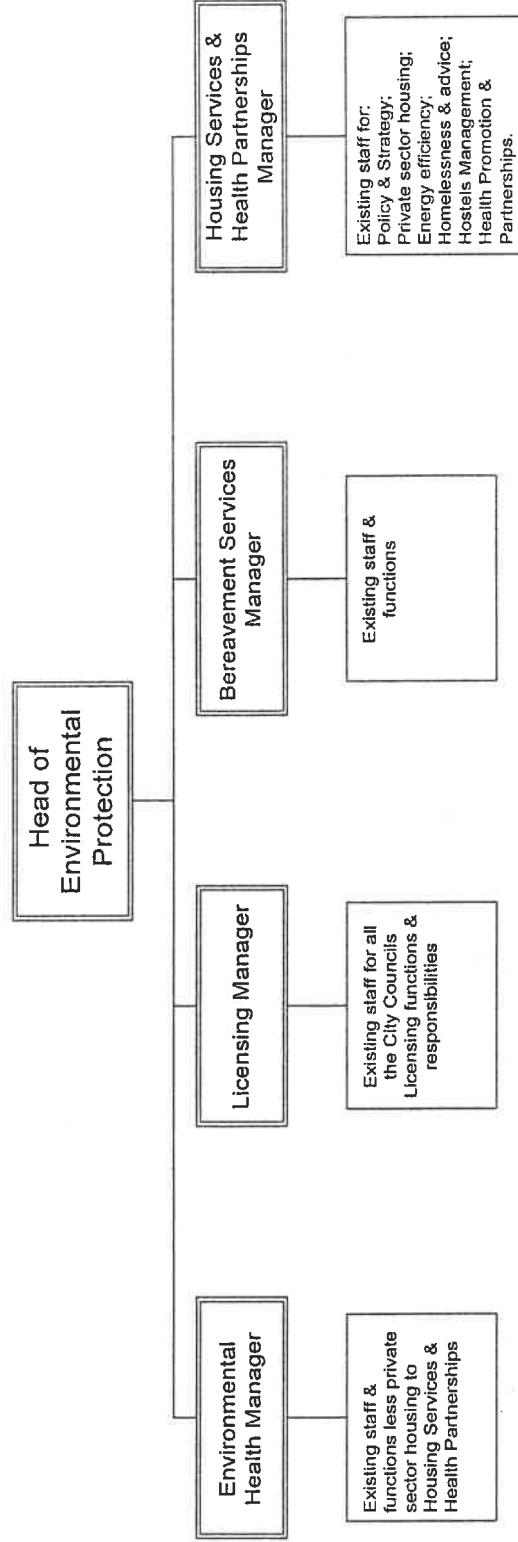 Head of
Environmental
Protection
Environmental
Health Manager
Licensing Manager
Bereavement Services
Manager
Housing Services &
Health Partnerships
Manager
Existing staff &
functions less private
sector housing to
Housing Services &
Health Partnerships
Existing staff for all
the City Councils
Licensing functions &
responsibilities
Existing staff &
functions
Existing staff for:
Policy & Strategy;
Private sector housing;
Energy efficiency;
Homelessness & advice;
Hostels Management;
Health Promotion &
Partnerships.